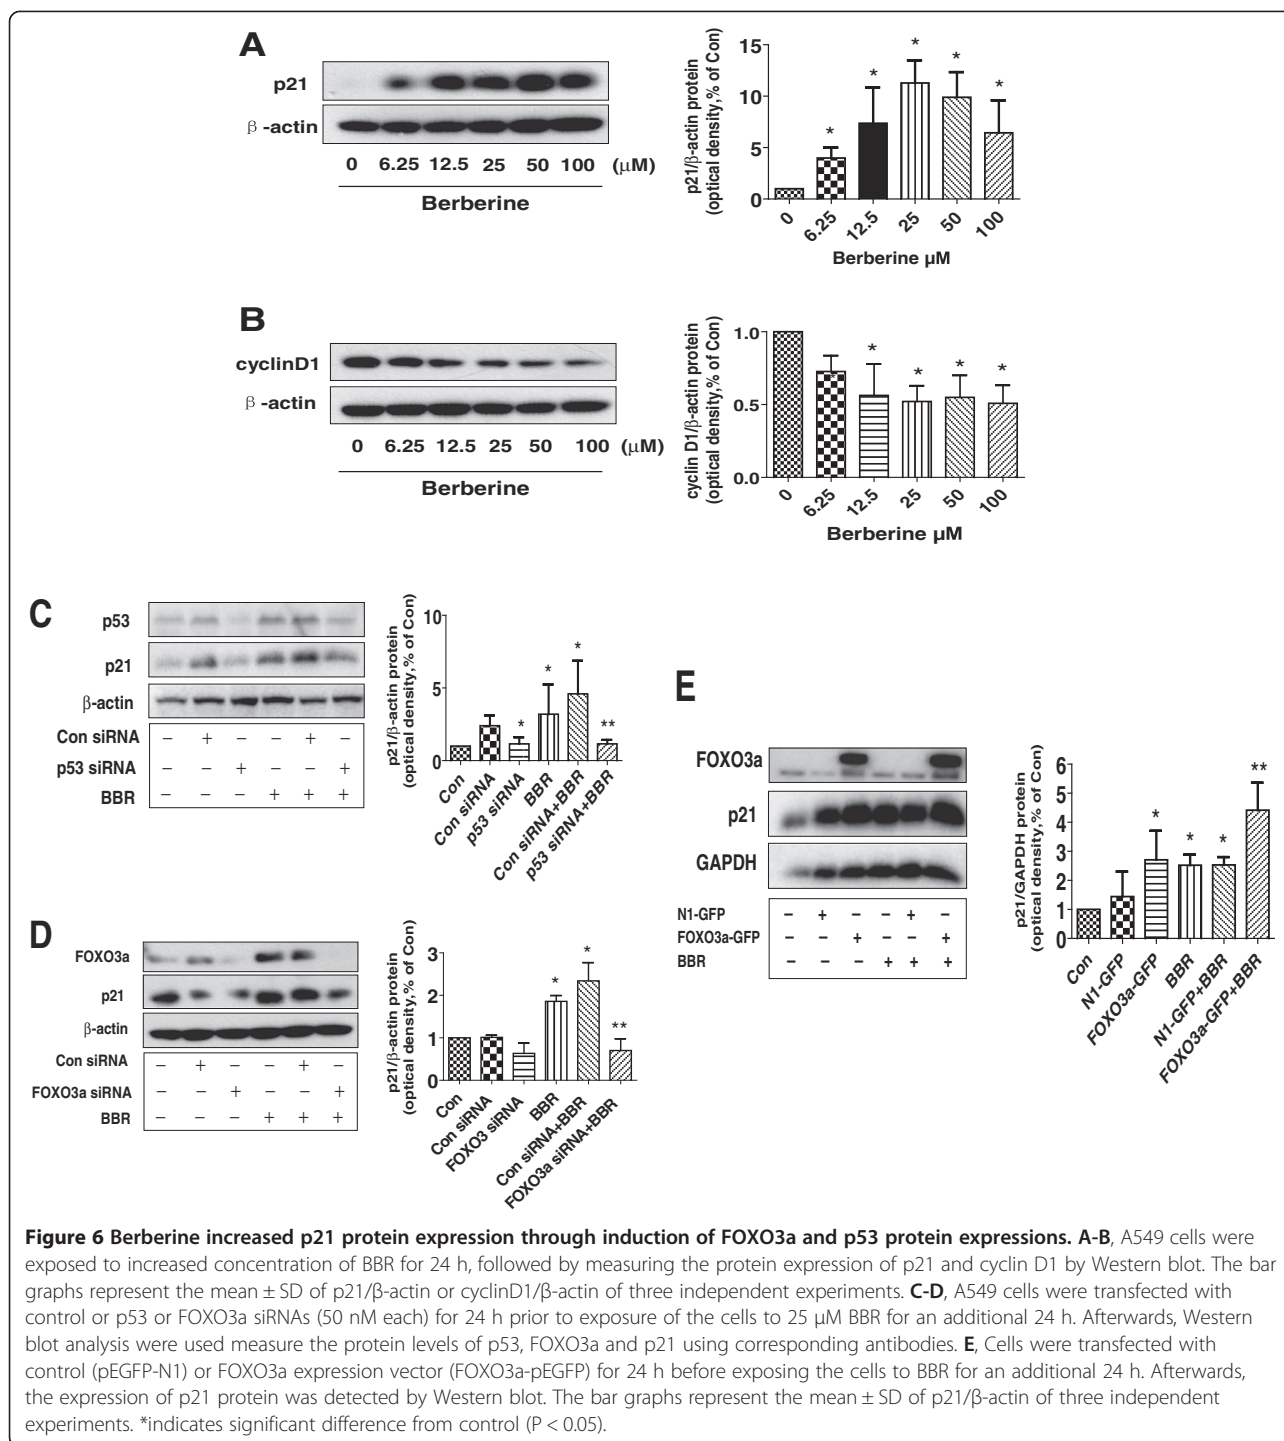 A
p21
β -actin
0 6.25 12.5 25 50 100 (μM)
Berberine
p21/β-actin protein
(optical density,% of Con)
15
10
5
0
* * * * *
0 6.25 12.5 25 50 100
Berberine μM
B
cyclinD1
β -actin
0 6.25 12.5 25 50 100 (μM)
Berberine
cyclin D1/β-actin protein
(optical density,% of Con)
1.0
0.5
0.0
* * * * *
0 6.25 12.5 25 50 100
Berberine μM
C
p53
p21
β-actin
Con siRNA − + − − + −
p53 siRNA − − + − − +
BBR − − − + + +
p21/β-actin protein
(optical density,% of Con)
10
5
0
* * * **
Con
Con siRNA
p53 siRNA
BBR
Con siRNA+BBR
p53 siRNA+BBR
D
FOXO3a
p21
β-actin
Con siRNA − + − − + −
FOXO3a siRNA − − + − − +
BBR − − − + + +
p21/β-actin protein
(optical density,% of Con)
3
2
1
0
* * **
Con
Con siRNA
FOXO3 siRNA
BBR
Con siRNA+BBR
FOXO3a siRNA+BBR
E
FOXO3a
p21
GAPDH
N1-GFP − + − − + −
FOXO3a-GFP − − + − − +
BBR − − − + + +
p21/GAPDH protein
(optical density,% of Con)
6
5
4
3
2
1
0
* * * **
Con
N1-GFP
FOXO3a-GFP
BBR
N1-GFP+BBR
FOXO3a-GFP+BBR
Figure 6 Berberine increased p21 protein expression through induction of FOXO3a and p53 protein expressions. A-B, A549 cells were
exposed to increased concentration of BBR for 24 h, followed by measuring the protein expression of p21 and cyclin D1 by Western blot. The bar
graphs represent the mean ± SD of p21/β-actin or cyclinD1/β-actin of three independent experiments. C-D, A549 cells were transfected with
control or p53 or FOXO3a siRNAs (50 nM each) for 24 h prior to exposure of the cells to 25 μM BBR for an additional 24 h. Afterwards, Western
blot analysis were used measure the protein levels of p53, FOXO3a and p21 using corresponding antibodies. E, Cells were transfected with
control (pEGFP-N1) or FOXO3a expression vector (FOXO3a-pEGFP) for 24 h before exposing the cells to BBR for an additional 24 h. Afterwards,
the expression of p21 protein was detected by Western blot. The bar graphs represent the mean ± SD of p21/β-actin of three independent
experiments. *indicates significant difference from control (P < 0.05).